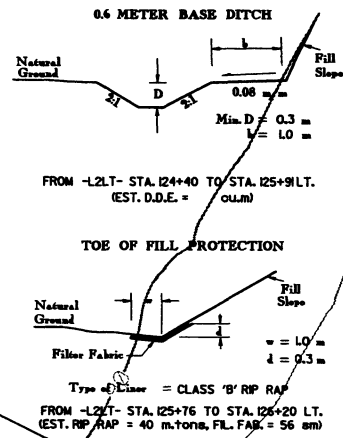 0.6 METER BASE DITCH
b
Natural
Ground
Fill
Slope
D
2:1
2:1
0.08
Min. D = 0.3 m
b = 1.0 m
FROM -L2LT- STA. 124+40 TO STA. 125+91 LT.
(EST. D.D.E. = cu.m)
TOE OF FILL PROTECTION
Natural
Ground
d
Fill
Slope
Filter Fabric
w = 1.0 m
d = 0.3 m
Type of Liner = CLASS 'B' RIP RAP
FROM -L2LT- STA. 125+76 TO STA. 126+20 LT.
(EST. RIP RAP = 40 m.tons, FIL. FAB. = 56 sm)